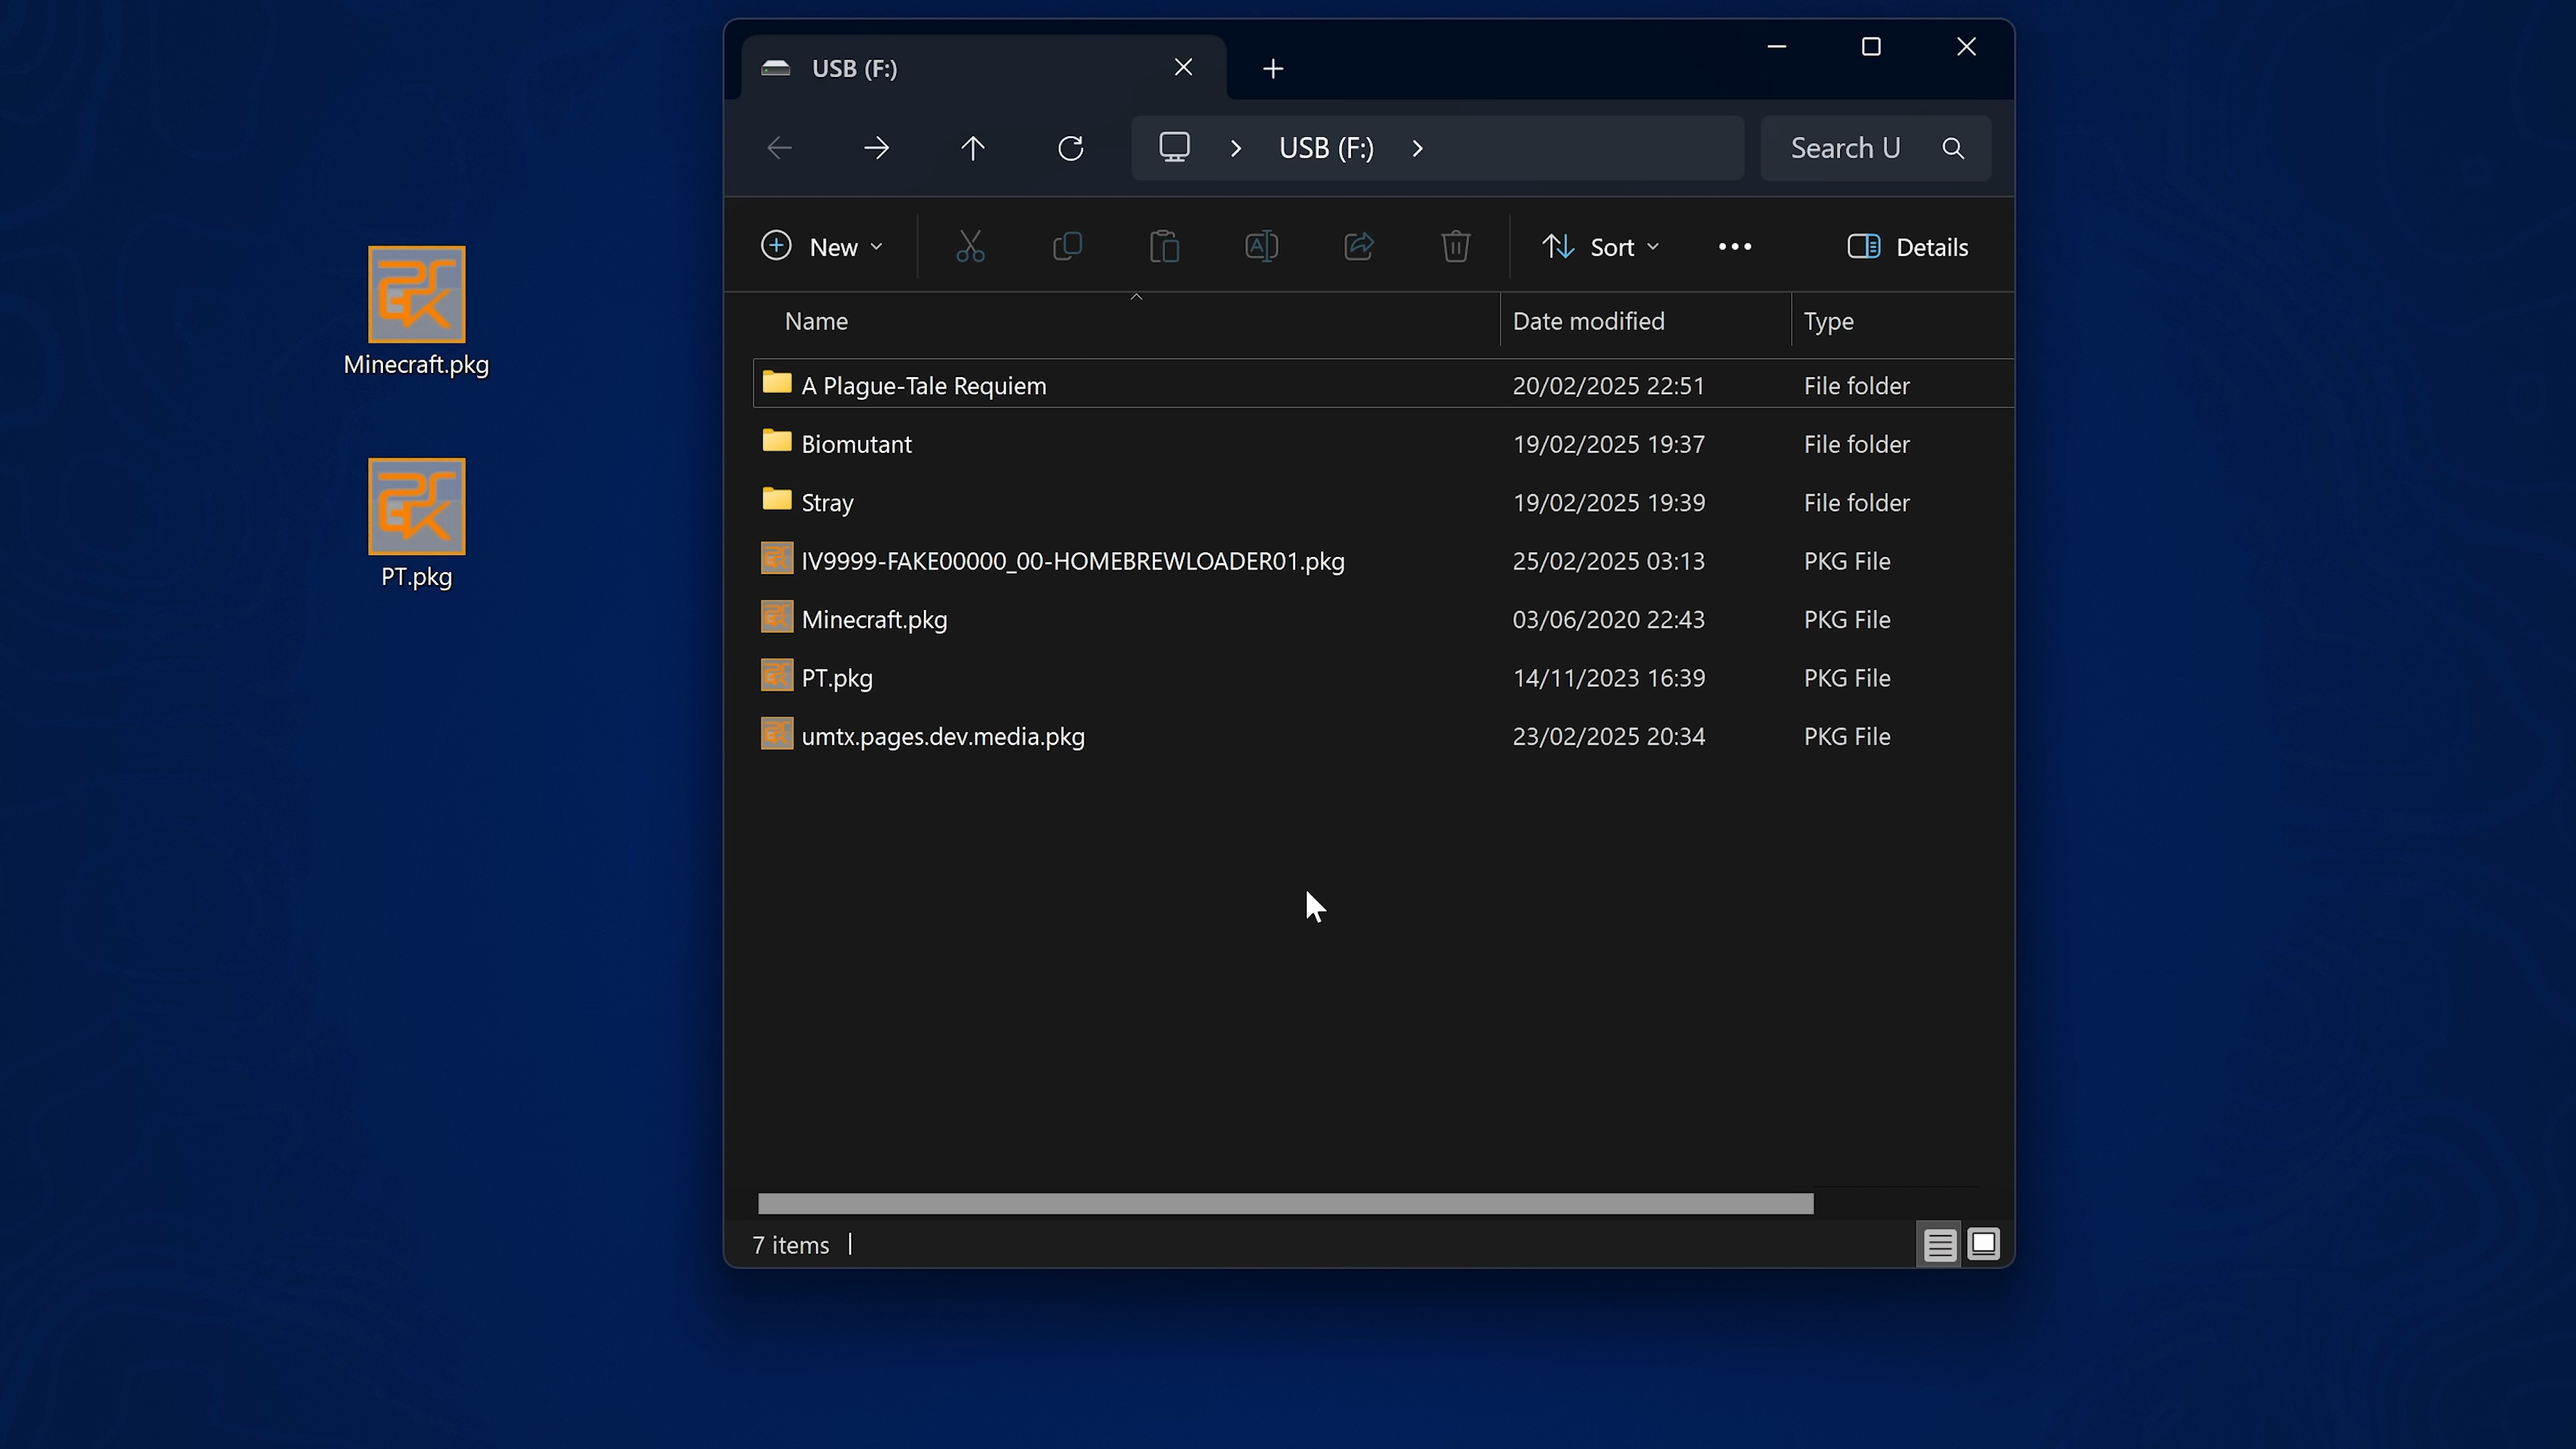 USB (F:)
USB (F:)
Search U
New
Sort
Details
Name
Date modified
Type
A Plague-Tale Requiem
20/02/2025 22:51
File folder
Biomutant
19/02/2025 19:37
File folder
Stray
19/02/2025 19:39
File folder
IV9999-FAKE00000_00-HOMEBREWLOADER01.pkg
25/02/2025 03:13
PKG File
Minecraft.pkg
03/06/2020 22:43
PKG File
PT.pkg
14/11/2023 16:39
PKG File
umtx.pages.dev.media.pkg
23/02/2025 20:34
PKG File
7 items
Minecraft.pkg
PT.pkg